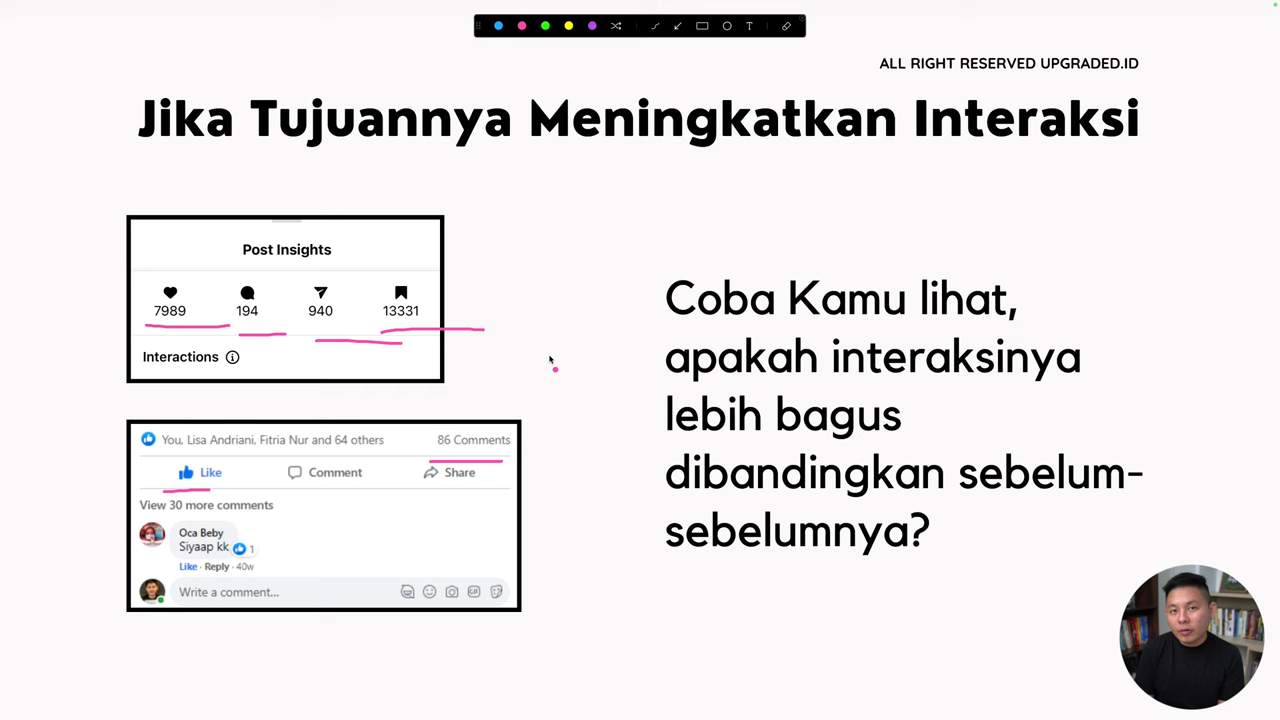 T
ALL RIGHT RESERVED UPGRADED.ID
Jika Tujuannya Meningkatkan Interaksi
Post Insights
7989 194 940 13331
Interactions
You, Lisa Andriani, Fitria Nur and 64 others 86 Comments
Like Comment Share
View 30 more comments
Oca Beby
Siyaap kk 1
Like · Reply · 40w
Write a comment...
GIF
Coba Kamu lihat,
apakah interaksinya
lebih bagus
dibandingkan sebelum-
sebelumnya?